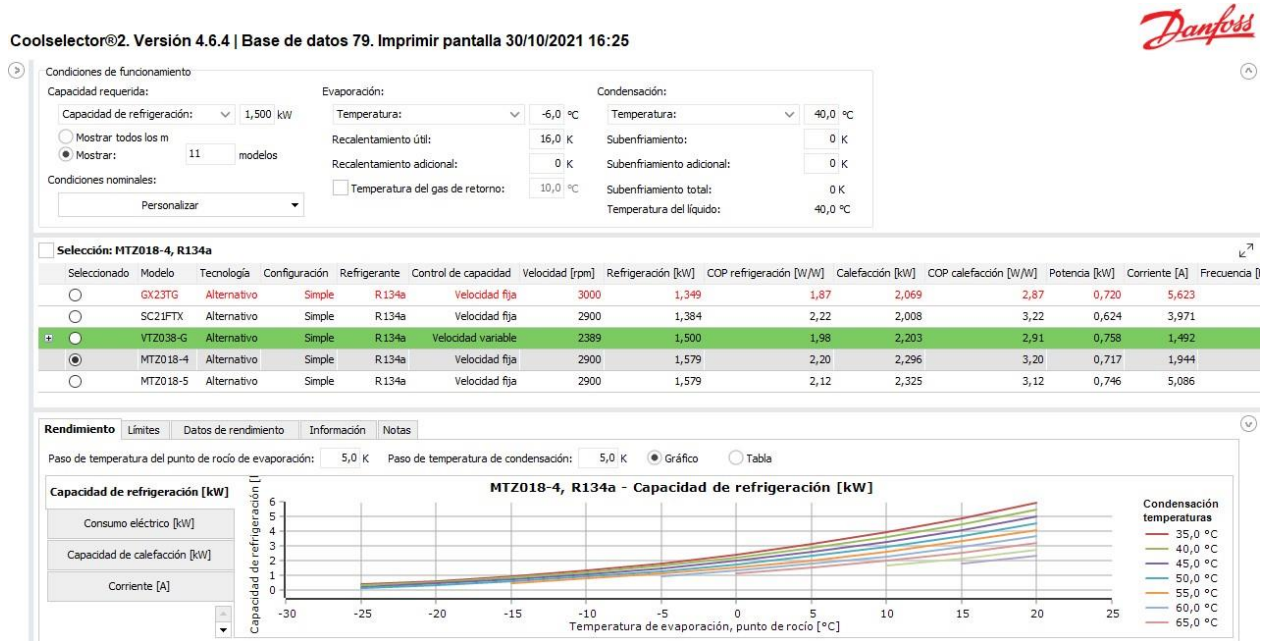 Danfoss
Coolselector®2. Versión 4.6.4 | Base de datos 79. Imprimir pantalla 30/10/2021 16:25
Condiciones de funcionamiento
Capacidad requerida: Evaporación: Condensación:
Capacidad de refrigeración: 1,500 kW Temperatura: -6,0 °C Temperatura: 40,0 °C
Mostrar todos los m Recalentamiento útil: 16,0 K Subenfriamiento: 0 K
Mostrar: 11 modelos Recalentamiento adicional: 0 K Subenfriamiento adicional: 0 K
Condiciones nominales: Temperatura del gas de retorno: 10,0 °C Subenfriamiento total: 0 K
Personalizar Temperatura del líquido: 40,0 °C
Selección: MTZ018-4, R134a
Seleccionado Modelo Tecnología Configuración Refrigerante Control de capacidad Velocidad [rpm] Refrigeración [kW] COP refrigeración [W/W] Calefacción [kW] COP calefacción [W/W] Potencia [kW] Corriente [A] Frecuencia [
GX23TG Alternativo Simple R134a Velocidad fija 3000 1,349 1,87 2,069 2,87 0,720 5,623
SC21FTX Alternativo Simple R134a Velocidad fija 2900 1,384 2,22 2,008 3,22 0,624 3,971
VTZ038-G Alternativo Simple R134a Velocidad variable 2389 1,500 1,98 2,203 2,91 0,758 1,492
MTZ018-4 Alternativo Simple R134a Velocidad fija 2900 1,579 2,20 2,296 3,20 0,717 1,944
MTZ018-5 Alternativo Simple R134a Velocidad fija 2900 1,579 2,12 2,325 3,12 0,746 5,086
Rendimiento Límites Datos de rendimiento Información Notas
Paso de temperatura del punto de rocío de evaporación: 5,0 K Paso de temperatura de condensación: 5,0 K Gráfico Tabla
Capacidad de refrigeración [kW]
Consumo eléctrico [kW]
Capacidad de calefacción [kW]
Corriente [A]
MTZ018-4, R134a - Capacidad de refrigeración [kW]
Capacidad de refrigeración [
6
5
4
3
2
1
0
-30 -25 -20 -15 -10 -5 0 5 10 15 20 25
Temperatura de evaporación, punto de rocío [°C]
Condensación
temperaturas
35,0 °C
40,0 °C
45,0 °C
50,0 °C
55,0 °C
60,0 °C
65,0 °C